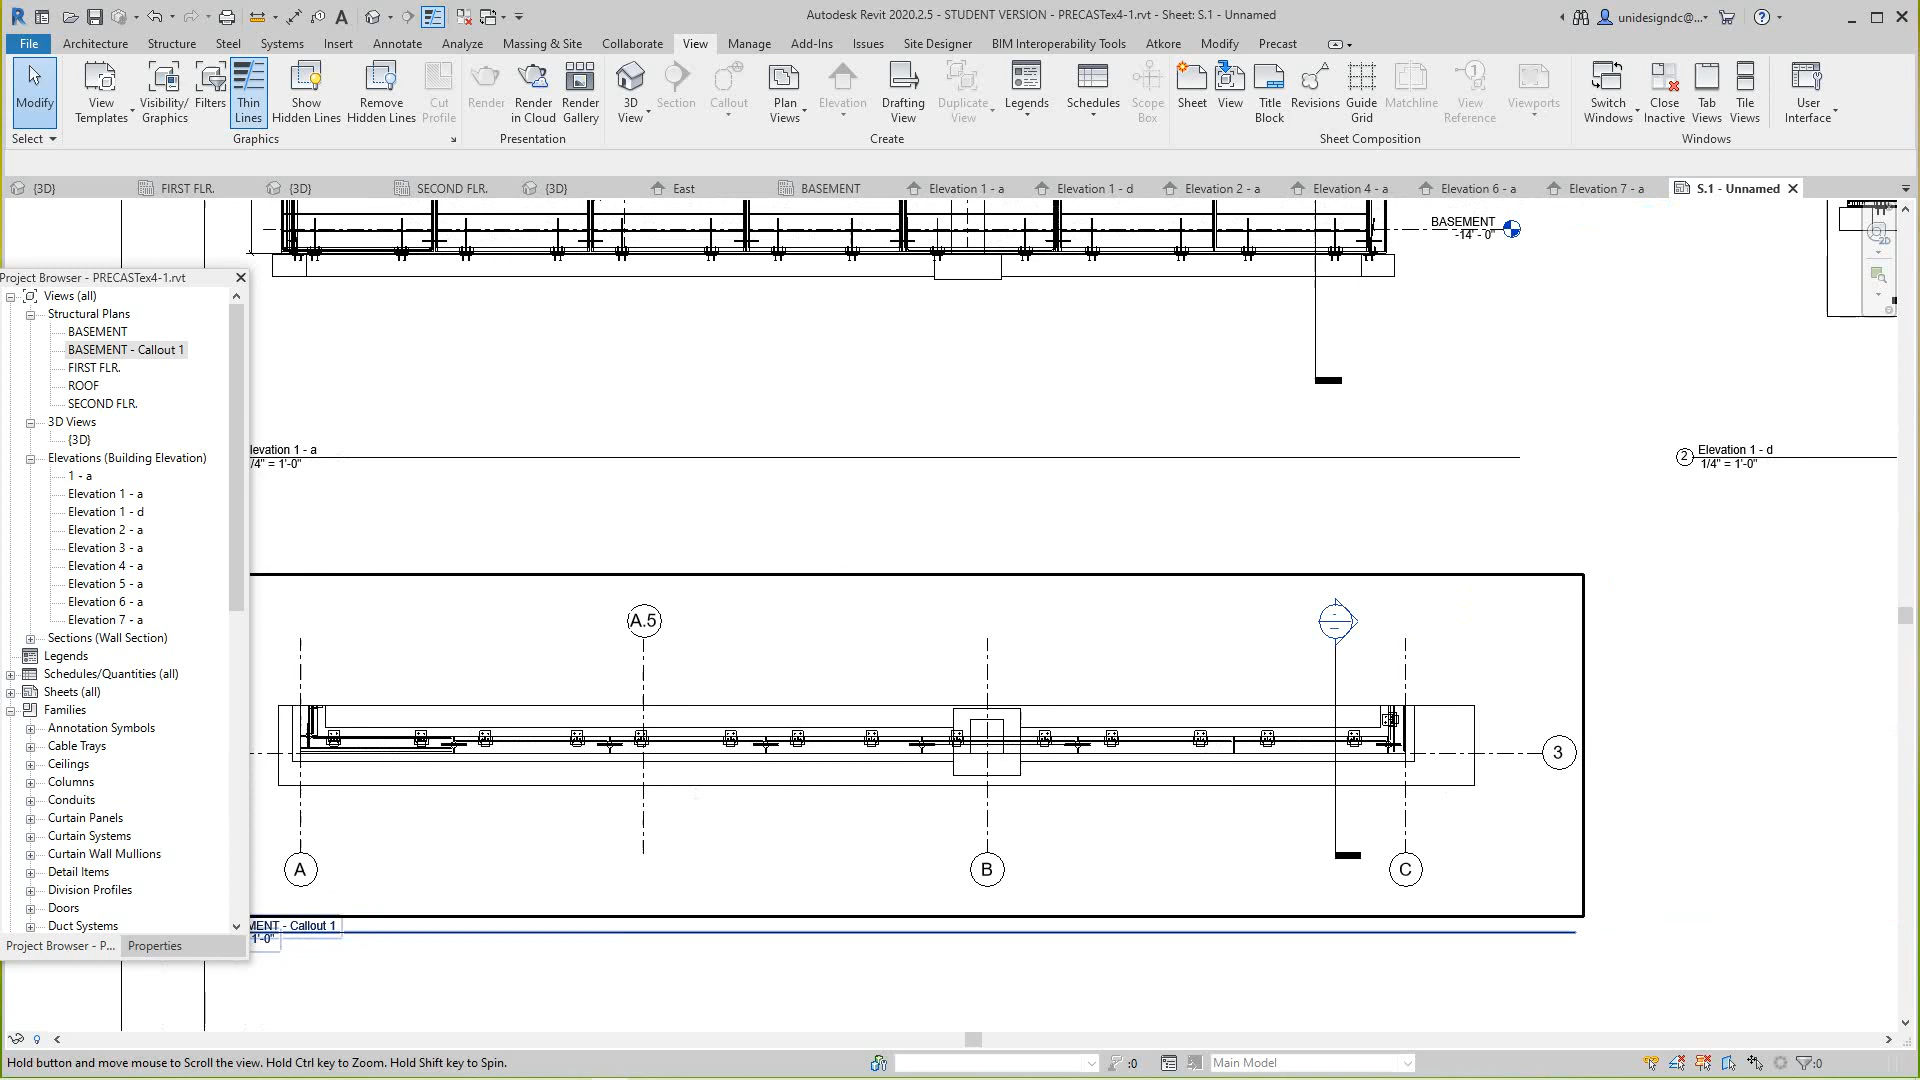 Autodesk Revit 2020.2.5 - STUDENT VERSION - PRECASTex4-1.rvt - Sheet: S.1 - Unnamed
unidesigndc@...
File Architecture Structure Steel Systems Insert Annotate Analyze Massing & Site Collaborate View Manage Add-Ins Issues Site Designer BIM Interoperability Tools Atkore Modify Precast
Modify
View Templates
Visibility/ Graphics
Filters
Thin Lines
Show Hidden Lines
Remove Hidden Lines
Cut Profile
Render
Render in Cloud
Render Gallery
3D View
Section
Callout
Plan Views
Elevation
Drafting View
Duplicate View
Legends
Schedules
Scope Box
Sheet
View
Title Block
Revisions
Guide Grid
Matchline
View Reference
Viewports
Switch Windows
Close Inactive
Tab Views
Tile Views
User Interface
Select Graphics Presentation Create Sheet Composition Windows
{3D} FIRST FLR. {3D} SECOND FLR. {3D} East BASEMENT Elevation 1 - a Elevation 1 - d Elevation 2 - a Elevation 4 - a Elevation 6 - a Elevation 7 - a S.1 - Unnamed
BASEMENT
-14' - 0"
2D
Project Browser - PRECASTex4-1.rvt
Views (all)
Structural Plans
BASEMENT
BASEMENT - Callout 1
FIRST FLR.
ROOF
SECOND FLR.
3D Views
{3D}
Elevations (Building Elevation)
1 - a
Elevation 1 - a
Elevation 1 - d
Elevation 2 - a
Elevation 3 - a
Elevation 4 - a
Elevation 5 - a
Elevation 6 - a
Elevation 7 - a
Sections (Wall Section)
Legends
Schedules/Quantities (all)
Sheets (all)
Families
Annotation Symbols
Cable Trays
Ceilings
Columns
Conduits
Curtain Panels
Curtain Systems
Curtain Wall Mullions
Detail Items
Division Profiles
Doors
Duct Systems
Project Browser - P... Properties
levation 1 - a
/4" = 1'-0"
2 Elevation 1 - d
1/4" = 1'-0"
A.5
3
A B C
MENT - Callout 1
1'-0"
Hold button and move mouse to Scroll the view. Hold Ctrl key to Zoom. Hold Shift key to Spin.
:0
Main Model
:0